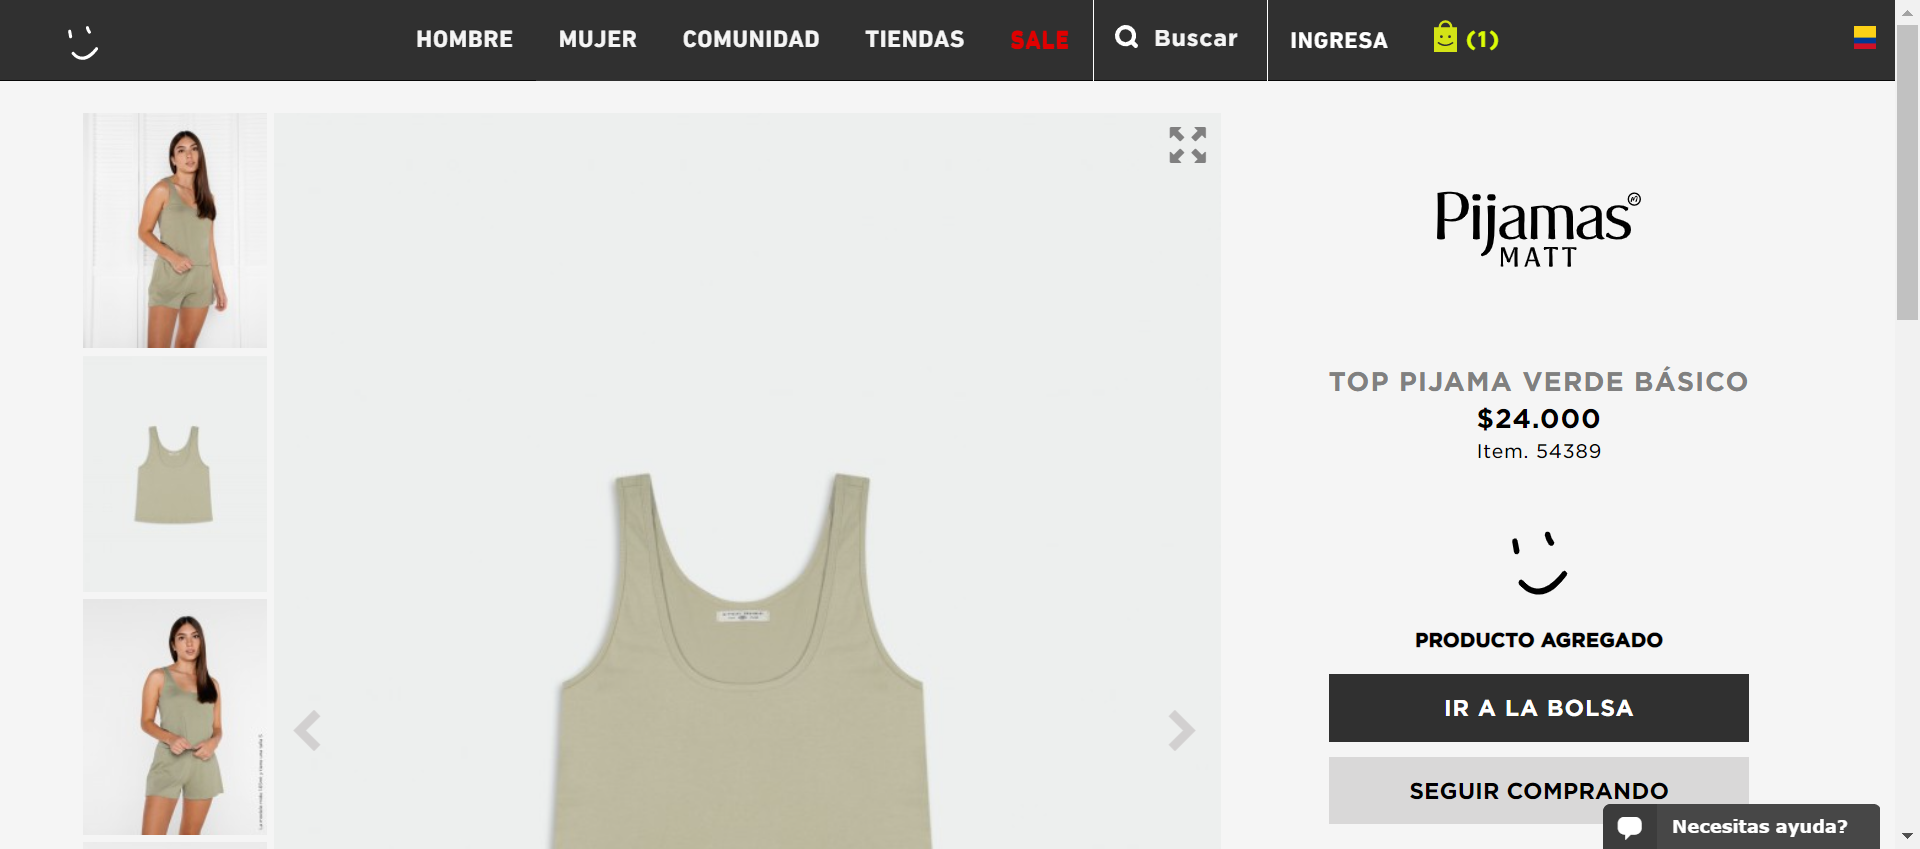 HOMBRE
MUJER
COMUNIDAD
TIENDAS
SALE
Buscar
INGRESA
(1)
Pijamas
MATT
TOP PIJAMA VERDE BÁSICO
$24.000
Item. 54389
PRODUCTO AGREGADO
IR A LA BOLSA
SEGUIR COMPRANDO
Necesitas ayuda?